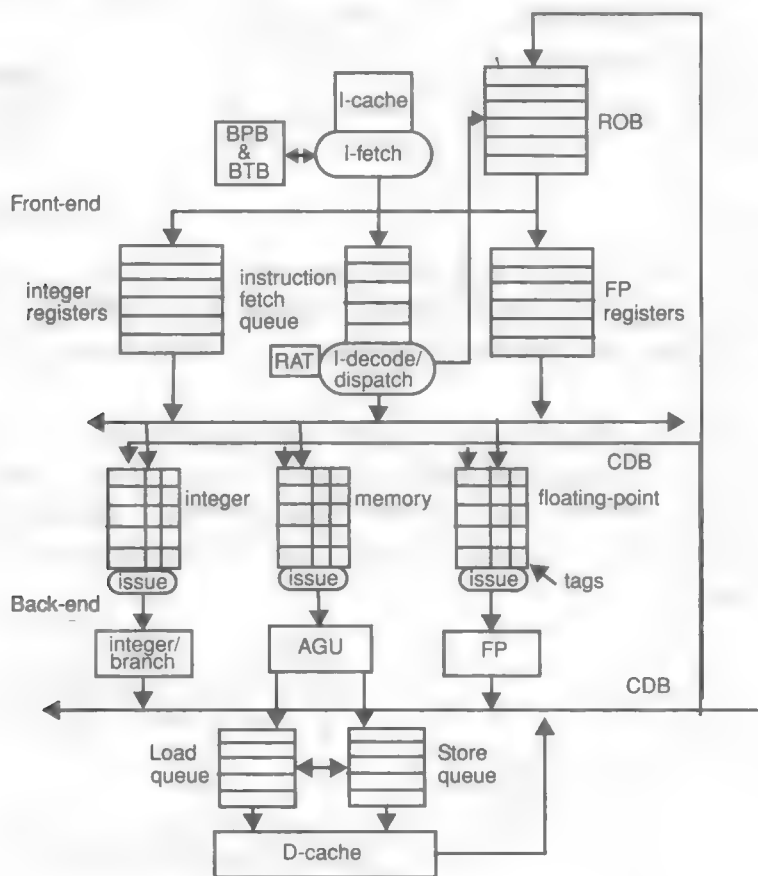 I-cache
ROB
BPB
&
BTB
I-fetch
Front-end
integer
registers
instruction
fetch
queue
FP
registers
RAT
I-decode/
dispatch
CDB
integer
memory
floating-point
issue
issue
issue
tags
Back-end
integer/
branch
AGU
FP
CDB
Load
queue
Store
queue
D-cache